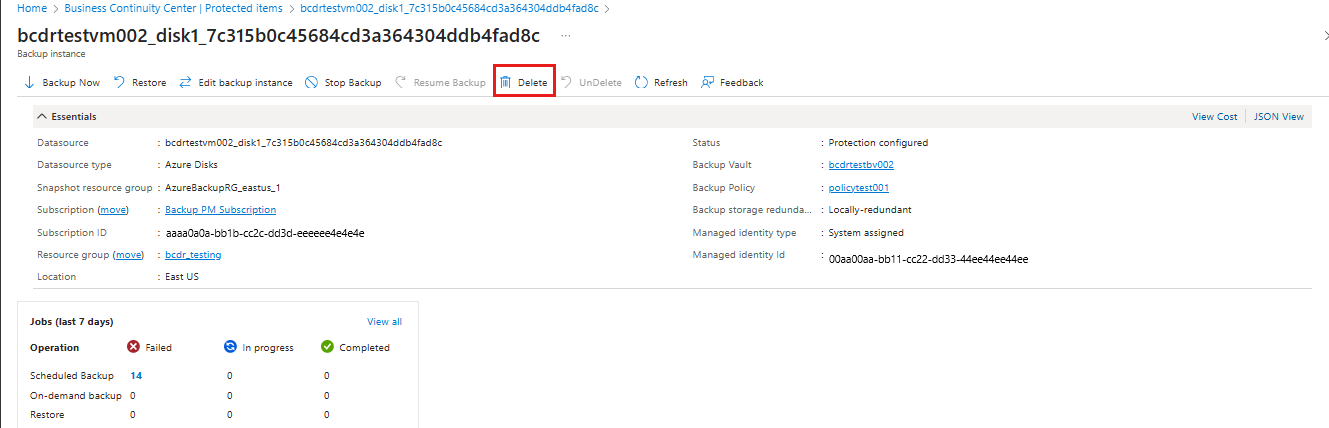 Home > Business Continuity Center | Protected items > bcdrtestvm002_disk1_7c315b0c45684cd3a364304ddb4fad8c >
bcdrtestvm002_disk1_7c315b0c45684cd3a364304ddb4fad8c ...
Backup instance
Backup Now Restore Edit backup instance Stop Backup Resume Backup Delete UnDelete Refresh Feedback
Essentials View Cost JSON View
Datasource : bcdrtestvm002_disk1_7c315b0c45684cd3a364304ddb4fad8c
Datasource type : Azure Disks
Snapshot resource group : AzureBackupRG_eastus_1
Subscription (move) : Backup PM Subscription
Subscription ID : aaaa0a0a-bb1b-cc2c-dd3d-eeeeee4e4e4e
Resource group (move) : bcdr_testing
Location : East US
Status : Protection configured
Backup Vault : bcdrtestbv002
Backup Policy : policytest001
Backup storage redunda... : Locally-redundant
Managed identity type : System assigned
Managed identity Id : 00aa00aa-bb11-cc22-dd33-44ee44ee44ee
Jobs (last 7 days) View all
Operation Failed In progress Completed
Scheduled Backup 14 0 0
On-demand backup 0 0 0
Restore 0 0 0